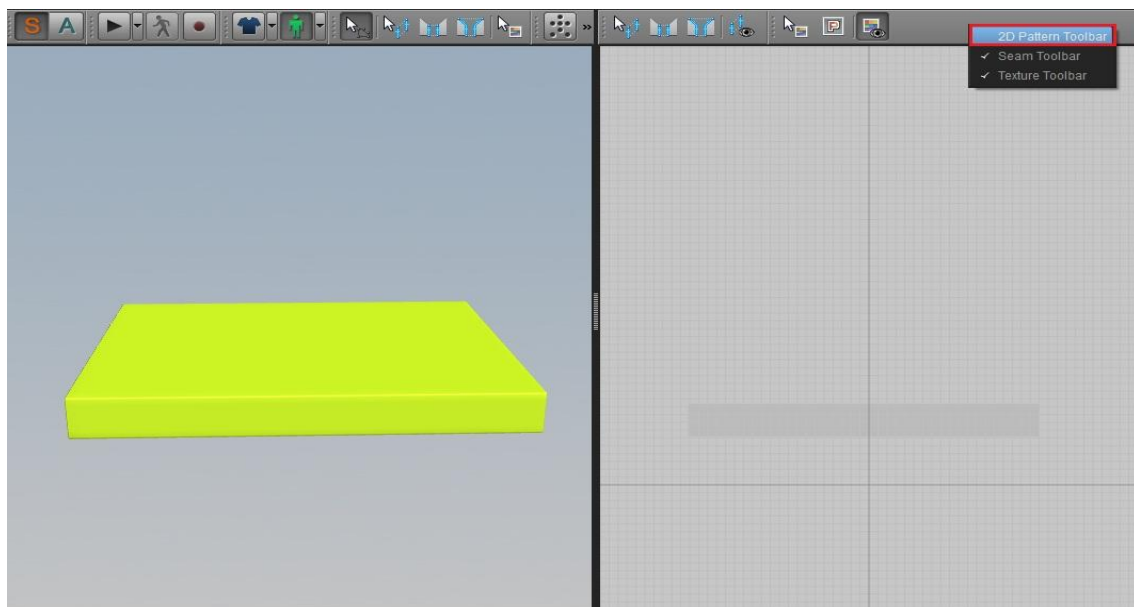 S A
P
2D Pattern Toolbar
Seam Toolbar
Texture Toolbar